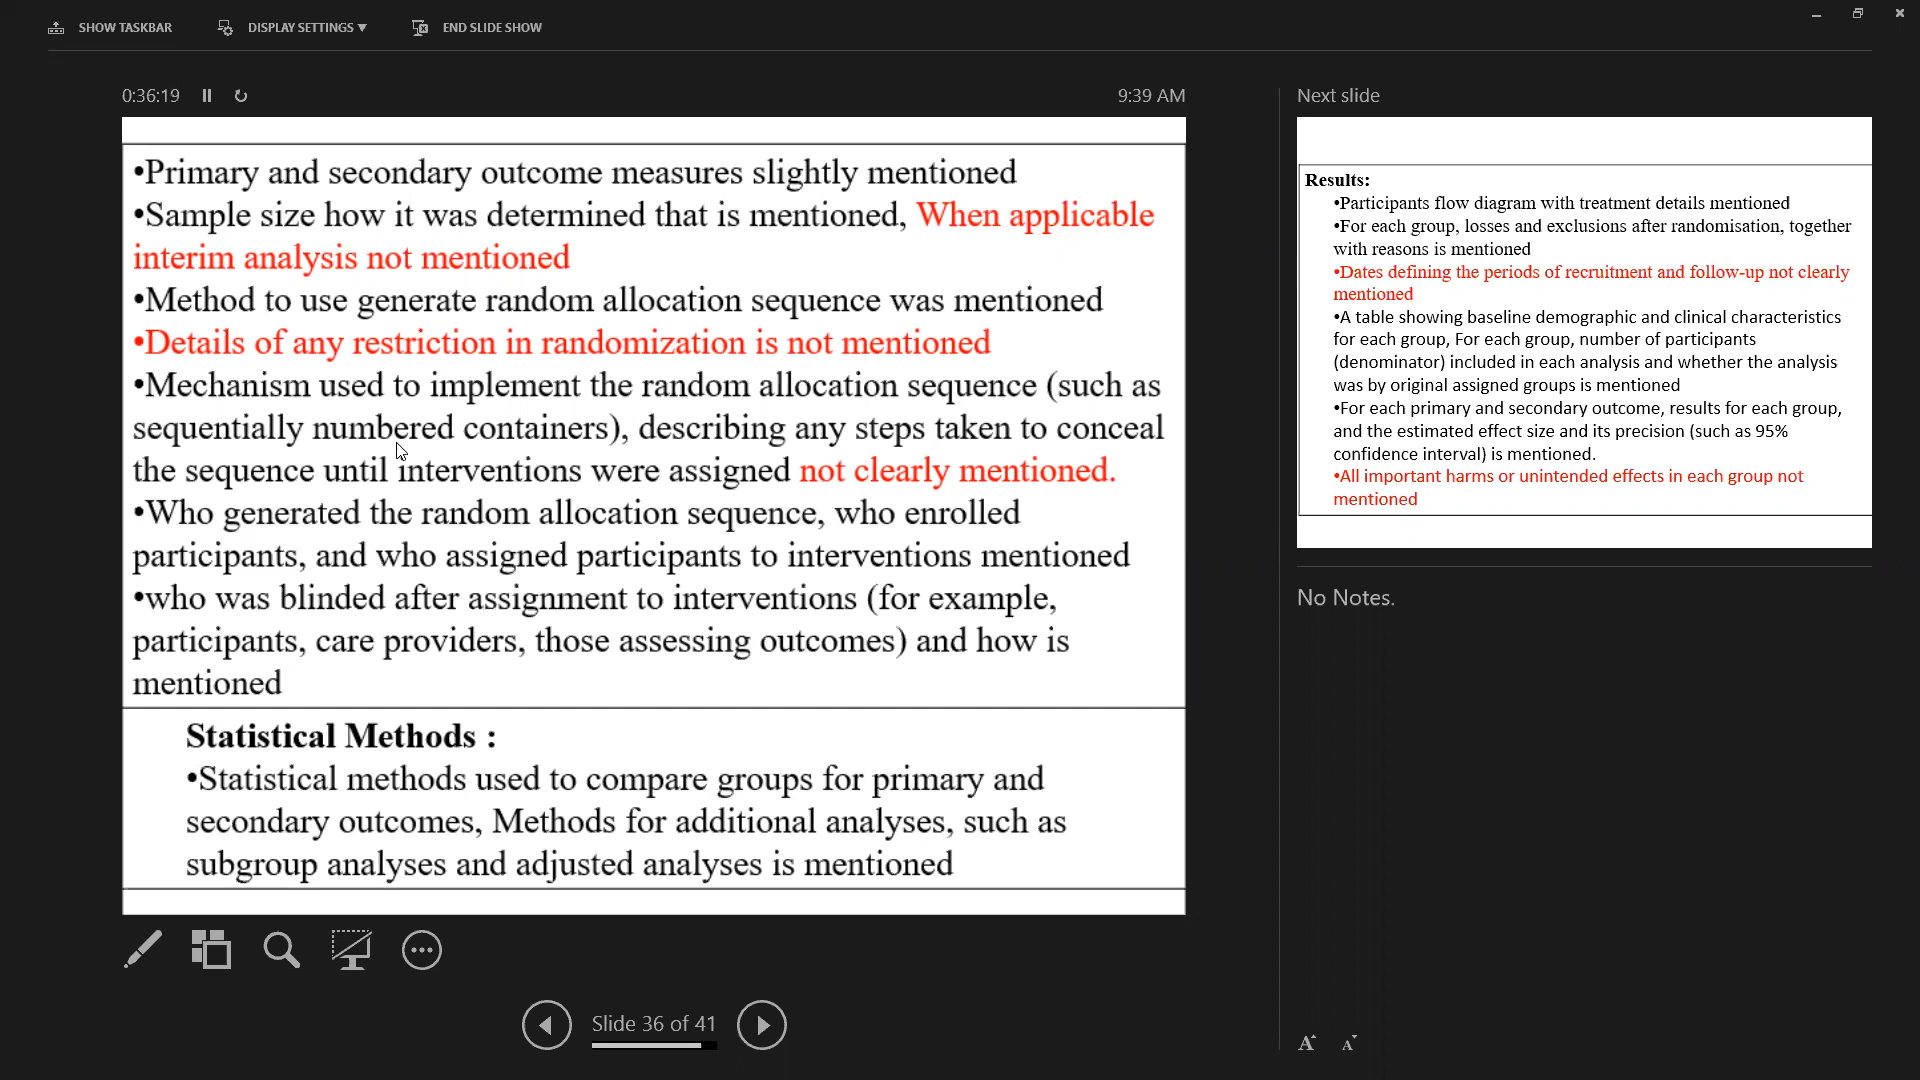 SHOW TASKBAR
DISPLAY SETTINGS ▼
END SLIDE SHOW
0:36:19
9:39 AM
•Primary and secondary outcome measures slightly mentioned
•Sample size how it was determined that is mentioned, When applicable
interim analysis not mentioned
•Method to use generate random allocation sequence was mentioned
•Details of any restriction in randomization is not mentioned
•Mechanism used to implement the random allocation sequence (such as
sequentially numbered containers), describing any steps taken to conceal
the sequence until interventions were assigned not clearly mentioned.
•Who generated the random allocation sequence, who enrolled
participants, and who assigned participants to interventions mentioned
•who was blinded after assignment to interventions (for example,
participants, care providers, those assessing outcomes) and how is
mentioned
Statistical Methods :
•Statistical methods used to compare groups for primary and
secondary outcomes, Methods for additional analyses, such as
subgroup analyses and adjusted analyses is mentioned
Slide 36 of 41
Next slide
Results:
•Participants flow diagram with treatment details mentioned
•For each group, losses and exclusions after randomisation, together
with reasons is mentioned
•Dates defining the periods of recruitment and follow-up not clearly
mentioned
•A table showing baseline demographic and clinical characteristics
for each group, For each group, number of participants
(denominator) included in each analysis and whether the analysis
was by original assigned groups is mentioned
•For each primary and secondary outcome, results for each group,
and the estimated effect size and its precision (such as 95%
confidence interval) is mentioned.
•All important harms or unintended effects in each group not
mentioned
No Notes.
A A